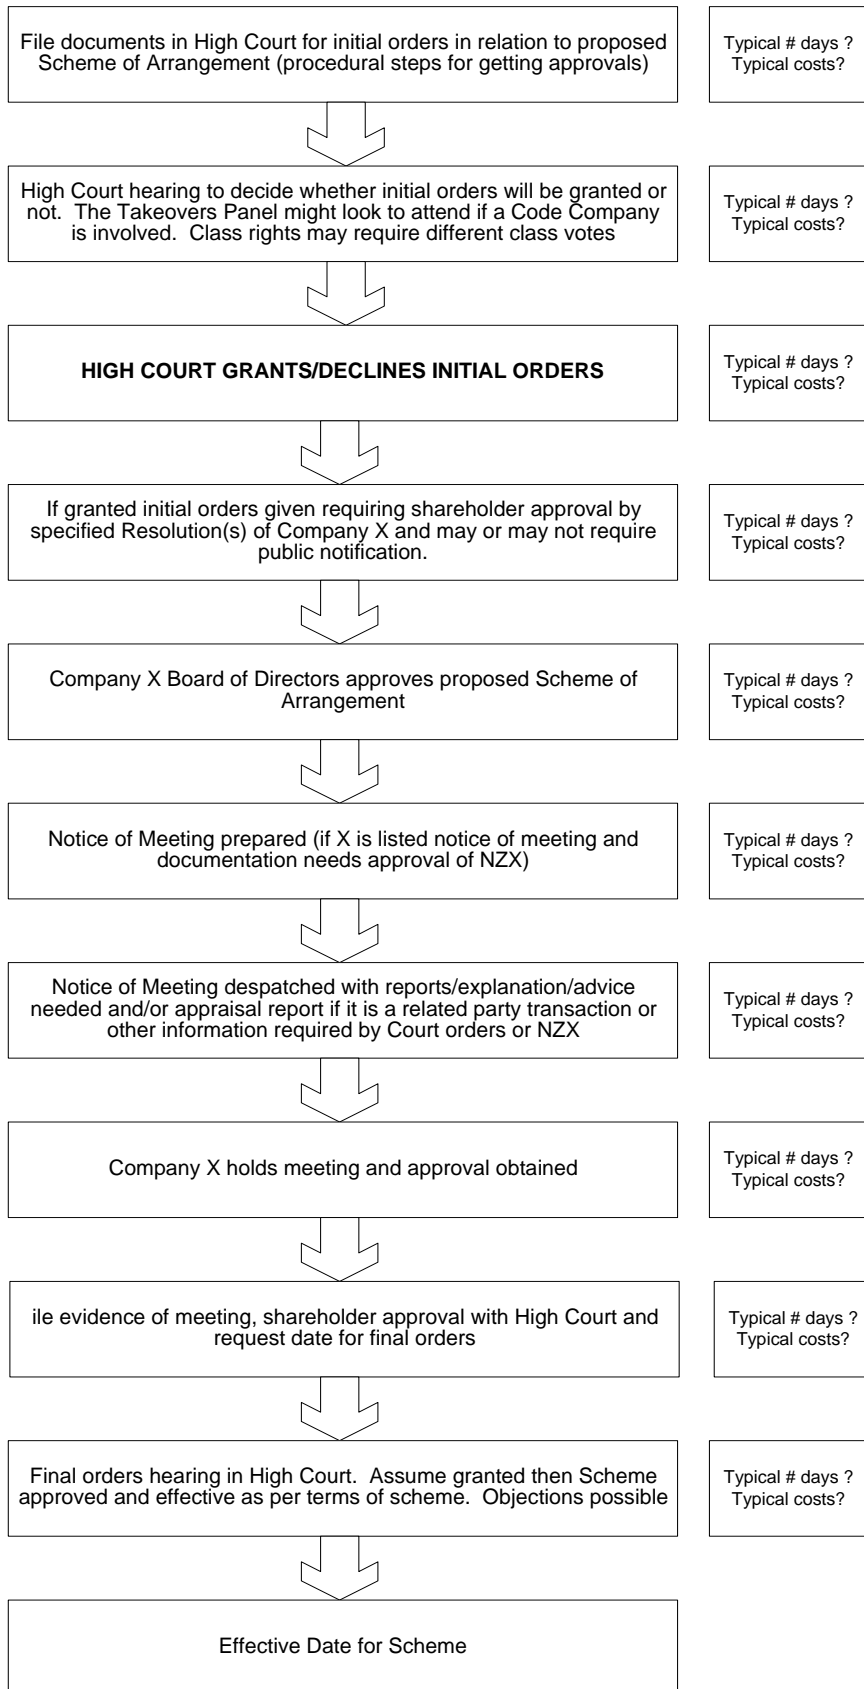 File documents in High Court for initial orders in relation to proposed
Scheme of Arrangement (procedural steps for getting approvals)
Typical # days ?
Typical costs?
High Court hearing to decide whether initial orders will be granted or
not.  The Takeovers Panel might look to attend if a Code Company
is involved.  Class rights may require different class votes
Typical # days ?
Typical costs?
HIGH COURT GRANTS/DECLINES INITIAL ORDERS
Typical # days ?
Typical costs?
If granted initial orders given requiring shareholder approval by
specified Resolution(s) of Company X and may or may not require
public notification.
Typical # days ?
Typical costs?
Company X Board of Directors approves proposed Scheme of
Arrangement
Typical # days ?
Typical costs?
Notice of Meeting prepared (if X is listed notice of meeting and
documentation needs approval of NZX)
Typical # days ?
Typical costs?
Notice of Meeting despatched with reports/explanation/advice
needed and/or appraisal report if it is a related party transaction or
other information required by Court orders or NZX
Typical # days ?
Typical costs?
Company X holds meeting and approval obtained
Typical # days ?
Typical costs?
ile evidence of meeting, shareholder approval with High Court and
request date for final orders
Typical # days ?
Typical costs?
Final orders hearing in High Court.  Assume granted then Scheme
approved and effective as per terms of scheme.  Objections possible
Typical # days ?
Typical costs?
Effective Date for Scheme